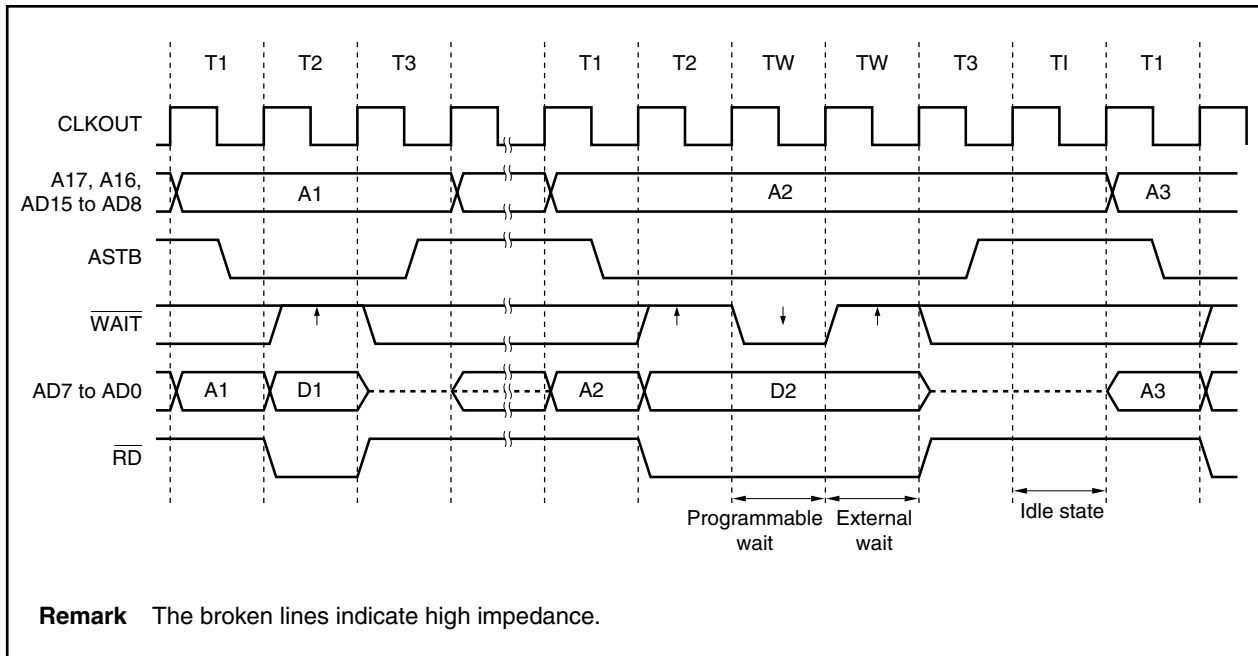 T1 T2 T3 T1 T2 TW TW T3 TI T1
CLKOUT
A17, A16,
AD15 to AD8
A1 A2 A3
ASTB
WAIT
AD7 to AD0
A1 D1 A2 D2 A3
RD
Programmable
wait
External
wait
Idle state
Remark The broken lines indicate high impedance.